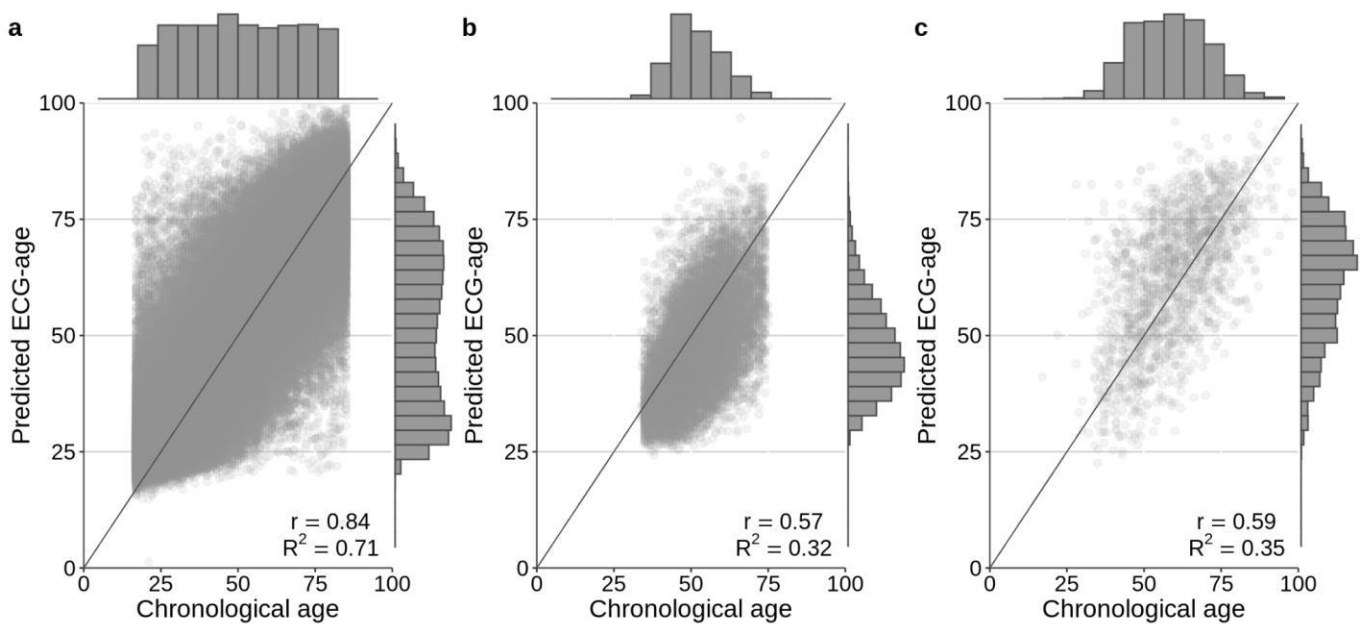 a
100
75
50
25
0
Predicted ECG-age
r = 0.84
R² = 0.71
0 25 50 75 100
Chronological age
b
100
75
50
25
0
Predicted ECG-age
r = 0.57
R² = 0.32
0 25 50 75 100
Chronological age
c
100
75
50
25
0
Predicted ECG-age
r = 0.59
R² = 0.35
0 25 50 75 100
Chronological age